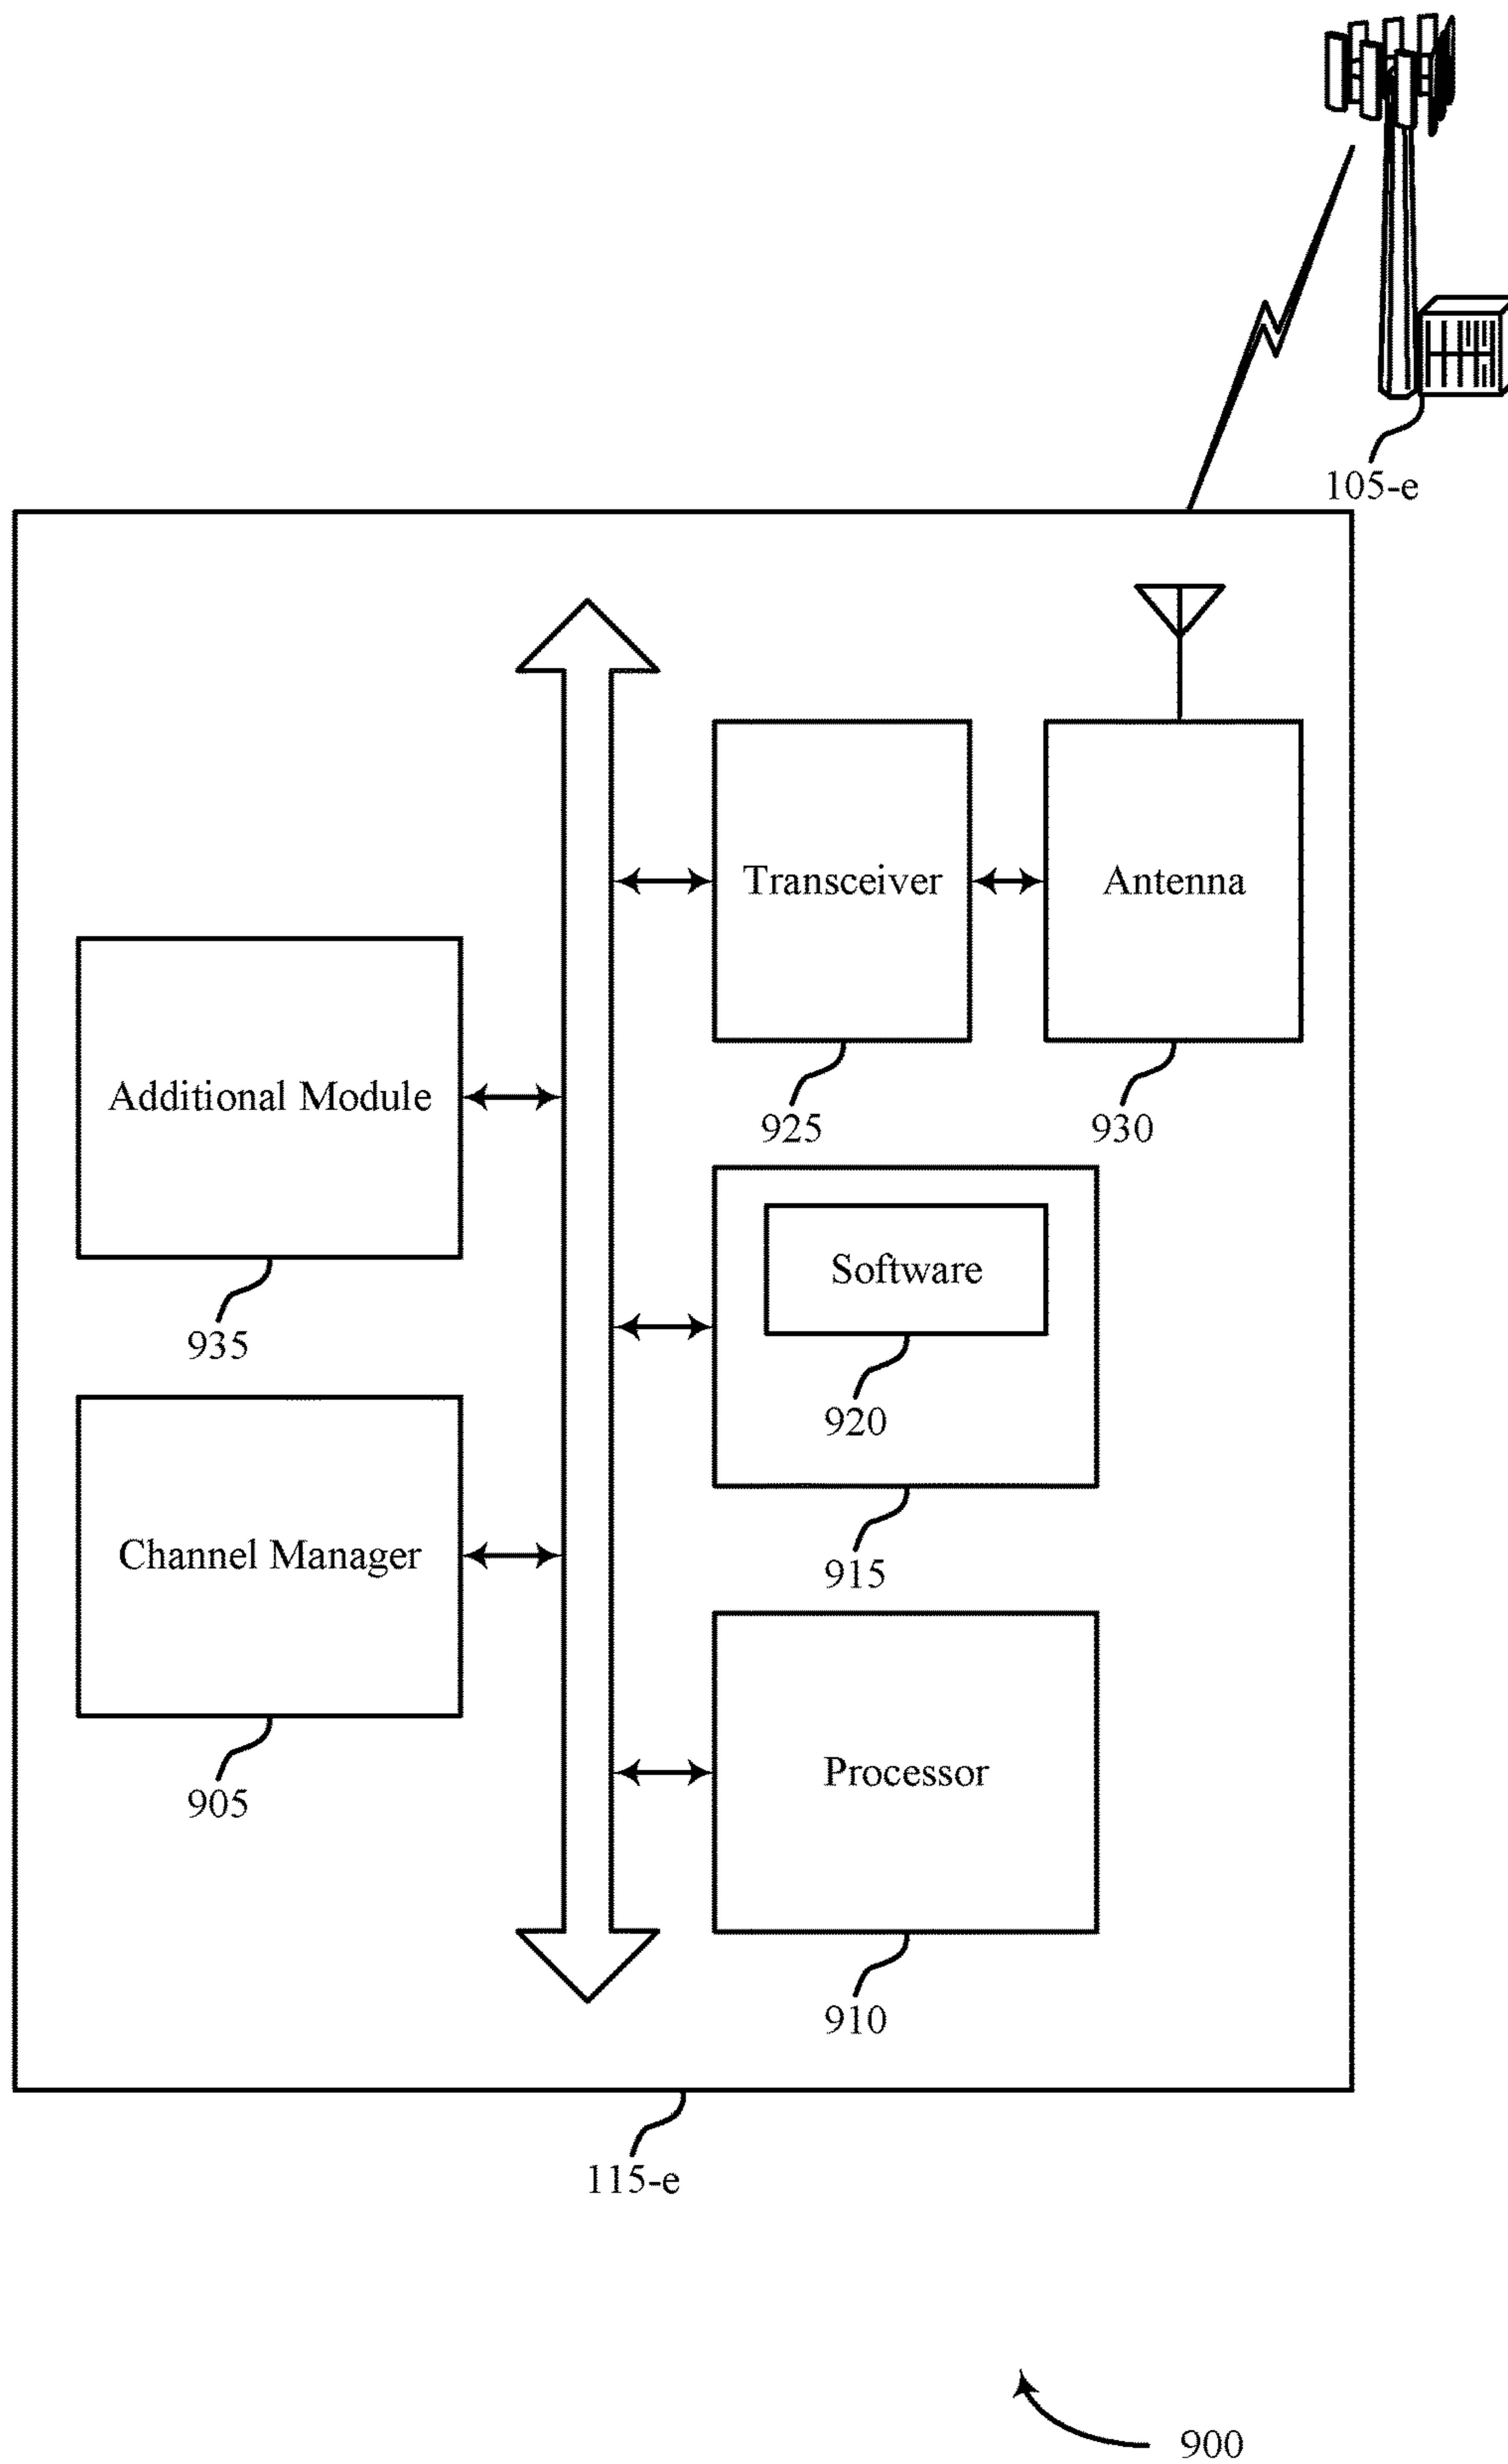 105-e
Transceiver
Antenna
925
930
Additional Module
935
Software
920
915
Channel Manager
905
Processor
910
115-e
900